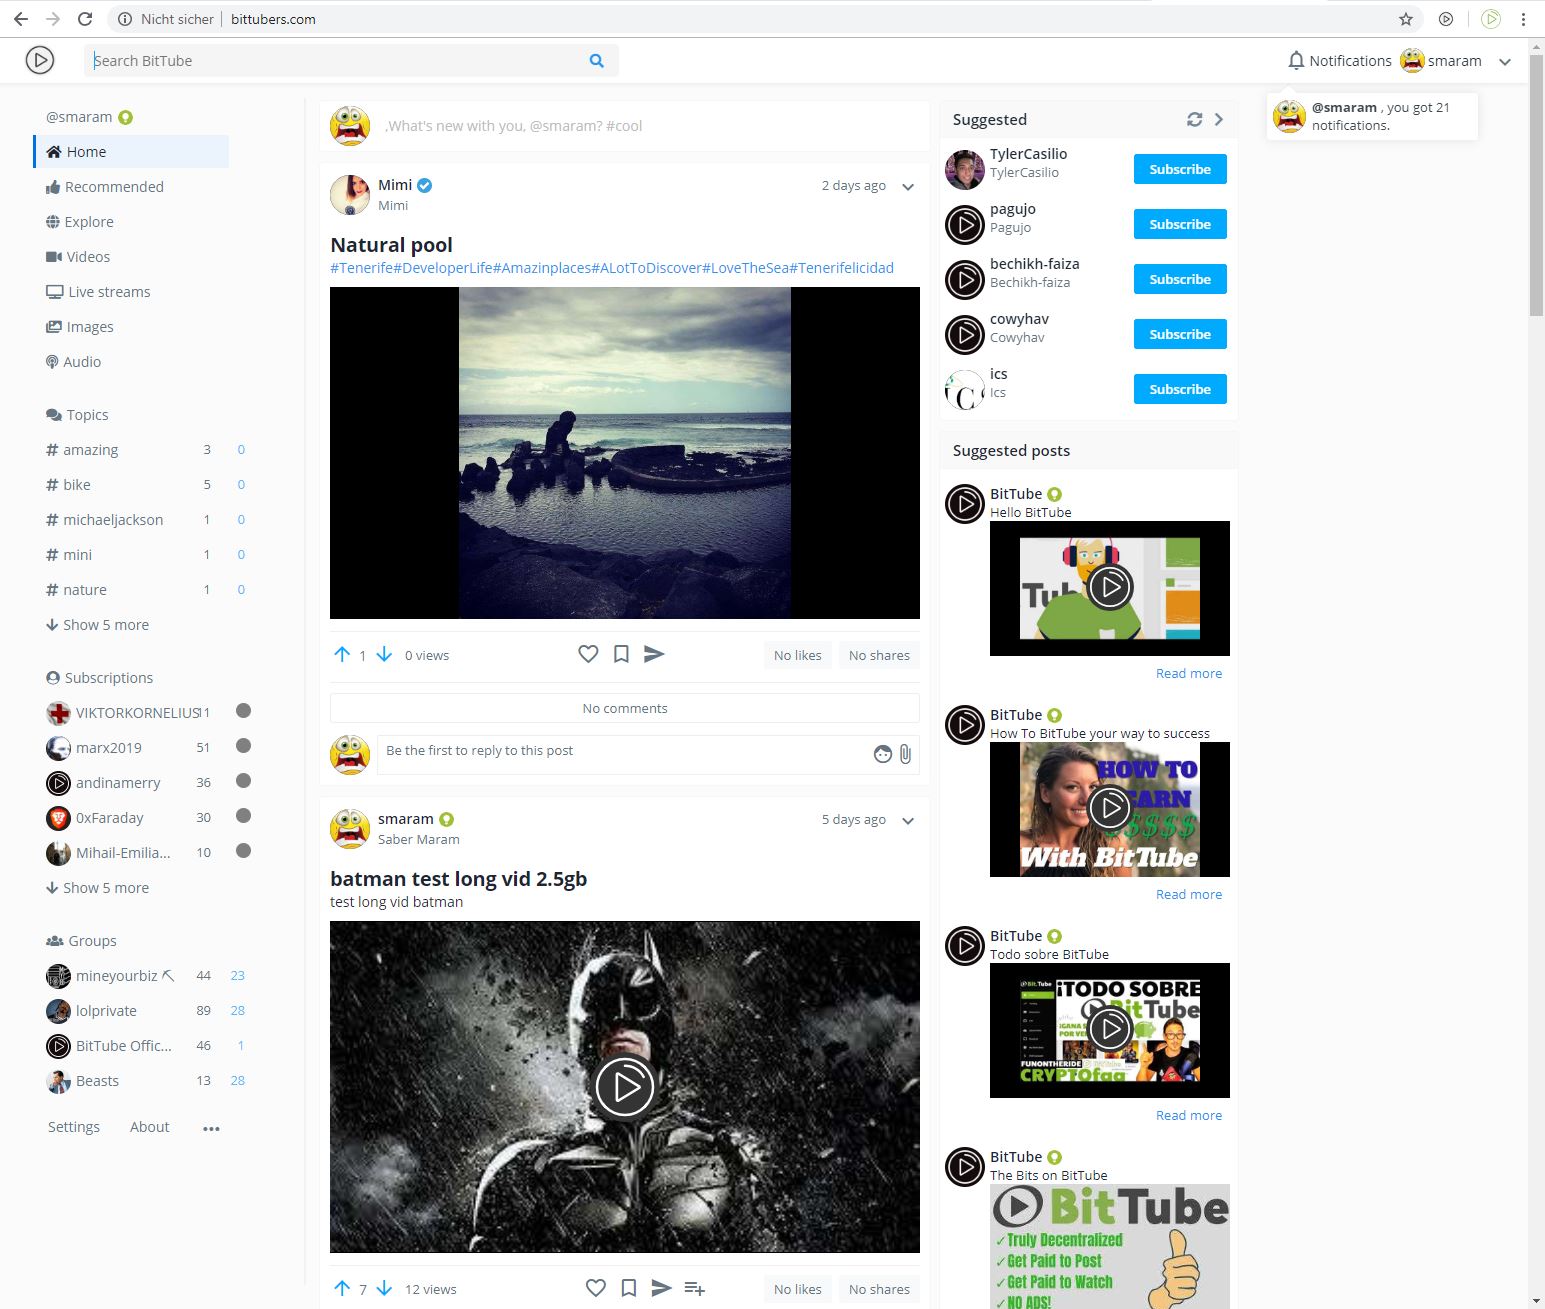 Nicht sicher | bittubers.com
Search BitTube
Notifications
smaram
@smaram , you got 21
notifications.
@smaram
Home
Recommended
Explore
Videos
Live streams
Images
Audio
Topics
# amazing 3 0
# bike 5 0
# michaeljackson 1 0
# mini 1 0
# nature 1 0
Show 5 more
Subscriptions
VIKTORKORNELIUS 11
marx2019 51
andinamerry 36
0xFaraday 30
Mihail-Emilia... 10
Show 5 more
Groups
mineyourbiz 44 23
lolprivate 89 28
BitTube Offic... 46 1
Beasts 13 28
Settings About ...
,What's new with you, @smaram? #cool
Mimi
Mimi
2 days ago
Natural pool
#Tenerife#DeveloperLife#Amazinplaces#ALotToDiscover#LoveTheSea#Tenerifelicidad
1 0 views No likes No shares
No comments
Be the first to reply to this post
smaram
Saber Maram
5 days ago
batman test long vid 2.5gb
test long vid batman
7 12 views No likes No shares
Suggested
TylerCasilio
TylerCasilio
Subscribe
pagujo
Pagujo
Subscribe
bechikh-faiza
Bechikh-faiza
Subscribe
cowyhav
Cowyhav
Subscribe
ics
Ics
Subscribe
Suggested posts
BitTube
Hello BitTube
Read more
BitTube
How To BitTube your way to success
HOW TO
EARN
$$$$$
With BitTube
Read more
BitTube
Todo sobre BitTube
Bit.Tube
¡TODO SOBRE
BitTube
FUNONTHERIDE
Read more
BitTube
The Bits on BitTube
BitTube
✓Truly Decentralized
✓Get Paid to Post
✓Get Paid to Watch
✓NO ADS!